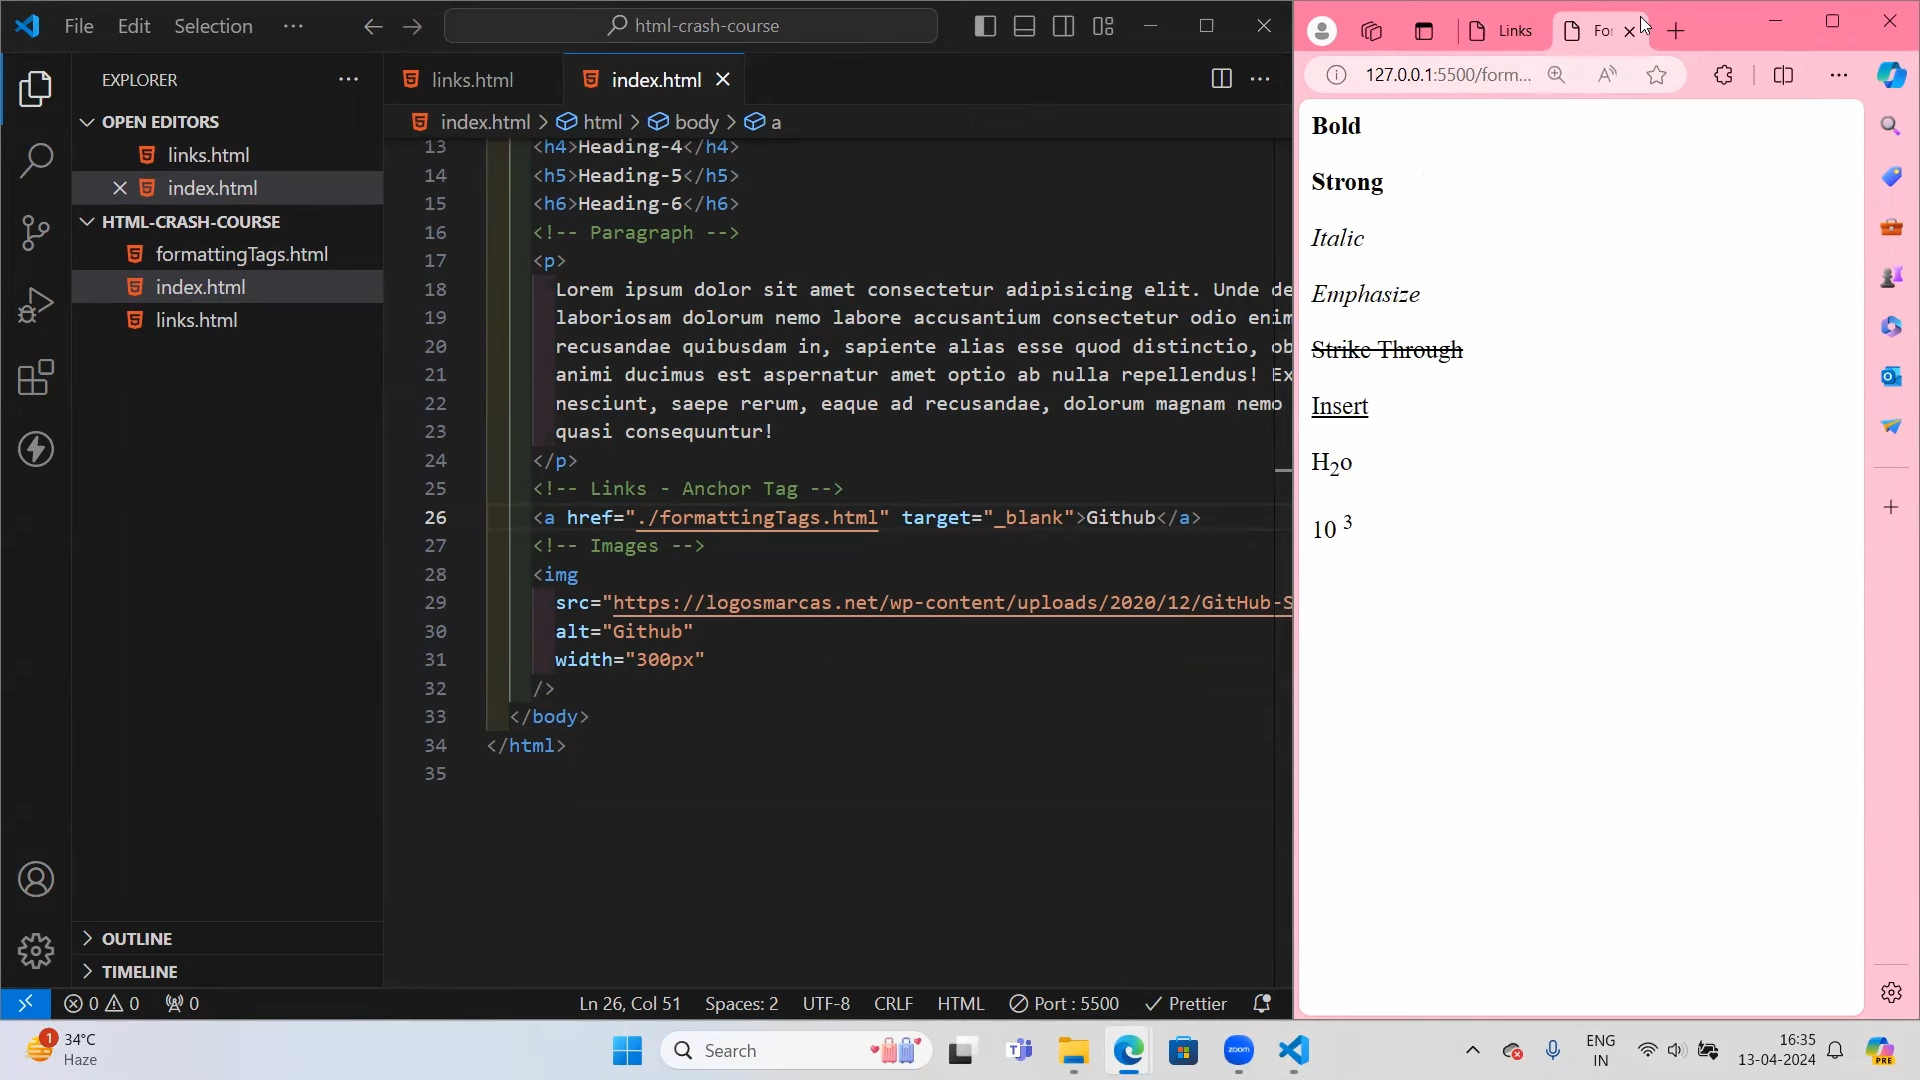 File Edit Selection ··· html-crash-course
EXPLORER ···
OPEN EDITORS
links.html
index.html
HTML-CRASH-COURSE
formattingTags.html
index.html
links.html
OUTLINE
TIMELINE
links.html index.html ···
index.html > html > body > a
13 <h4>Heading-4</h4>
14 <h5>Heading-5</h5>
15 <h6>Heading-6</h6>
16 <!-- Paragraph -->
17 <p>
18 Lorem ipsum dolor sit amet consectetur adipisicing elit. Unde de
19 laboriosam dolorum nemo labore accusantium consectetur odio enim
20 recusandae quibusdam in, sapiente alias esse quod distinctio, ob
21 animi ducimus est aspernatur amet optio ab nulla repellendus! Ex
22 nesciunt, saepe rerum, eaque ad recusandae, dolorum magnam nemo
23 quasi consequuntur!
24 </p>
25 <!-- Links - Anchor Tag -->
26 <a href="./formattingTags.html" target="_blank">Github</a>
27 <!-- Images -->
28 <img
29 src="https://logosmarcas.net/wp-content/uploads/2020/12/GitHub-S
30 alt="Github"
31 width="300px"
32 />
33 </body>
34 </html>
35
0 0 0 Ln 26, Col 51 Spaces: 2 UTF-8 CRLF HTML Port : 5500 Prettier
Links For
127.0.0.1:5500/form...
Bold
Strong
Italic
Emphasize
Strike Through
Insert
H₂o
10 ³
1 34°C
Haze
Search
zoom
ENG
IN
16:35
13-04-2024
PRE